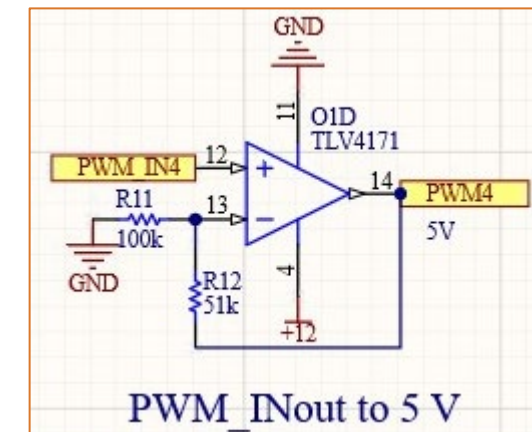 GND
11
O1D
TLV4171
PWM_IN4
12
+
14
PWM4
R11
13
−
5V
100k
GND
R12
51k
4
+12
PWM_INout to 5 V